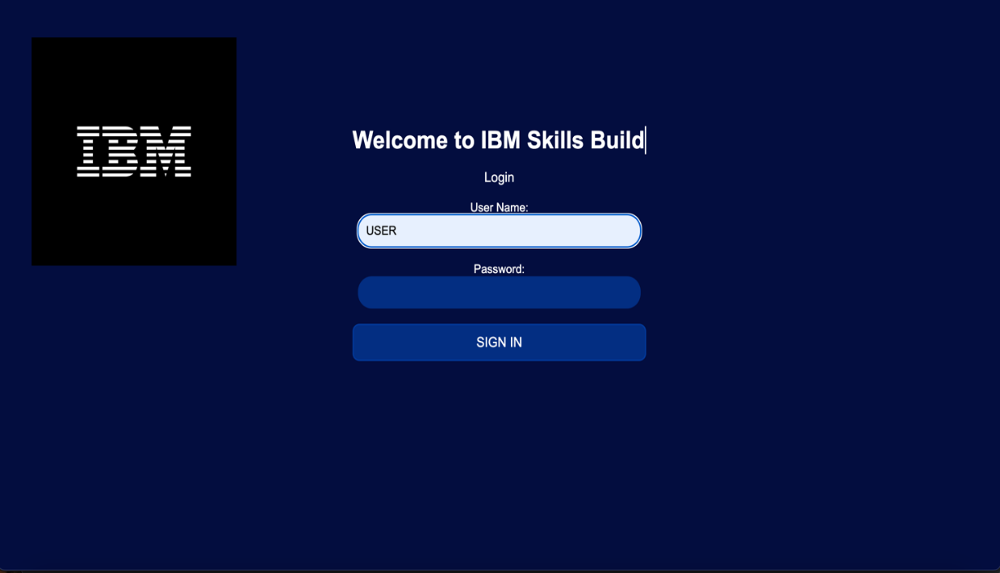 IBM
Welcome to IBM Skills Build
Login
User Name:
USER
Password:
SIGN IN